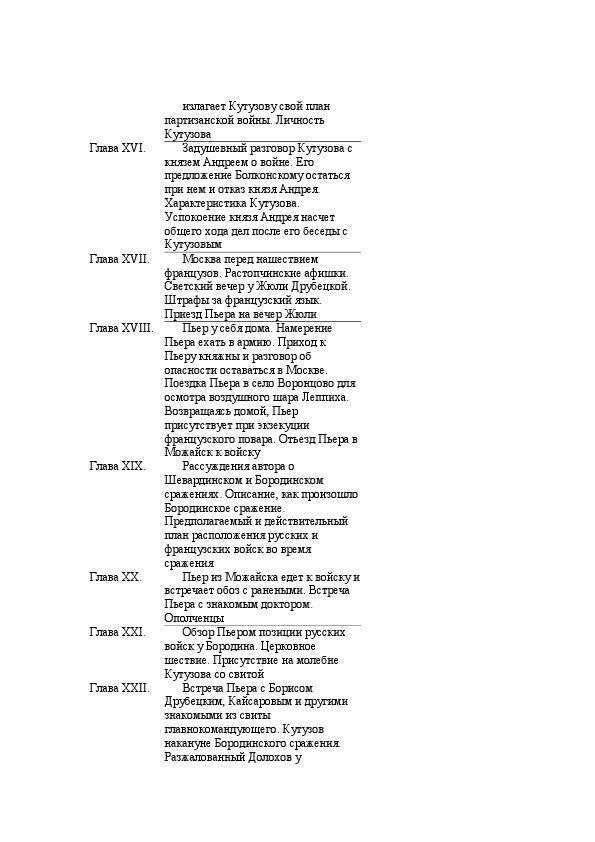 излагает Кутузову свой план
партизанской войны. Личность
Кутузова
Глава XVI. Задушевный разговор Кутузова с
князем Андреем о войне. Его
предложение Болконскому остаться
при нем и отказ князя Андрея.
Характеристика Кутузова.
Успокоение князя Андрея насчет
общего хода дел после его беседы с
Кутузовым
Глава XVII. Москва перед нашествием
французов. Растопчинские афишки.
Светский вечер у Жюли Друбецкой.
Штрафы за французский язык.
Приезд Пьера на вечер Жюли
Глава XVIII. Пьер у себя дома. Намерение
Пьера ехать в армию. Приход к
Пьеру княжны и разговор об
опасности оставаться в Москве.
Поездка Пьера в село Воронцово для
осмотра воздушного шара Леппиха.
Возвращаясь домой, Пьер
присутствует при экзекуции
французского повара. Отъезд Пьера в
Можайск к войску
Глава XIX. Рассуждения автора о
Шевардинском и Бородинском
сражениях. Описание, как произошло
Бородинское сражение.
Предполагаемый и действительный
план расположения русских и
французских войск во время
сражения
Глава XX. Пьер из Можайска едет к войску и
встречает обоз с ранеными. Встреча
Пьера с знакомым доктором.
Ополченцы
Глава XXI. Обзор Пьером позиции русских
войск у Бородина. Церковное
шествие. Присутствие на молебне
Кутузова со свитой
Глава XXII. Встреча Пьера с Борисом
Друбецким, Кайсаровым и другими
знакомыми из свиты
главнокомандующего. Кутузов
накануне Бородинского сражения.
Разжалованный Долохов у